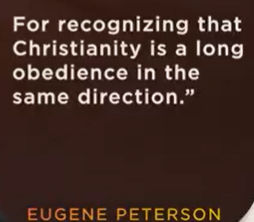 For recognizing that
Christianity is a long
obedience in the
same direction.”
EUGENE PETERSON